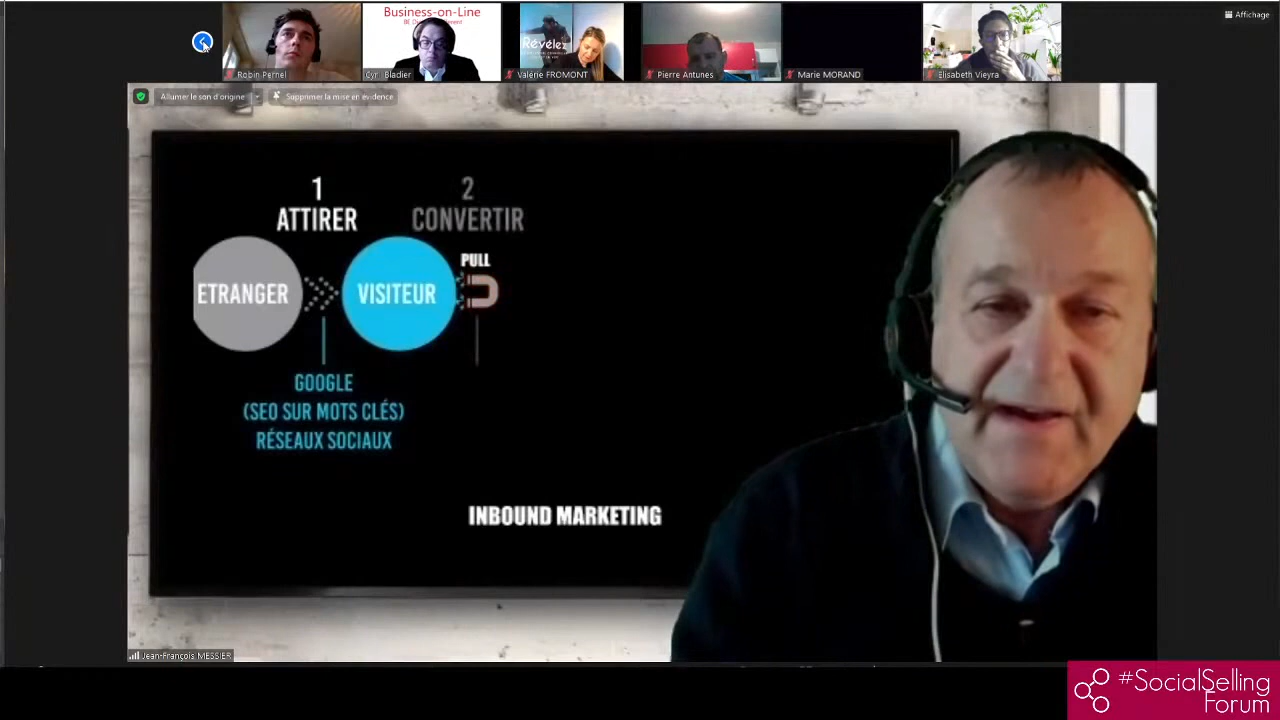 Business-on-Line
Révélez
Robin Pernel
Cyril Bladier
Valérie FROMONT
Pierre Antunes
Marie MORAND
Elisabeth Vieyra
Affichage
Allumer le son d'origine
Supprimer la mise en evidence
1
ATTIRER
2
CONVERTIR
PULL
ETRANGER
VISITEUR
GOOGLE
(SEO SUR MOTS CLÉS)
RÉSEAUX SOCIAUX
INBOUND MARKETING
Jean-François MESSIER
#SocialSelling
Forum